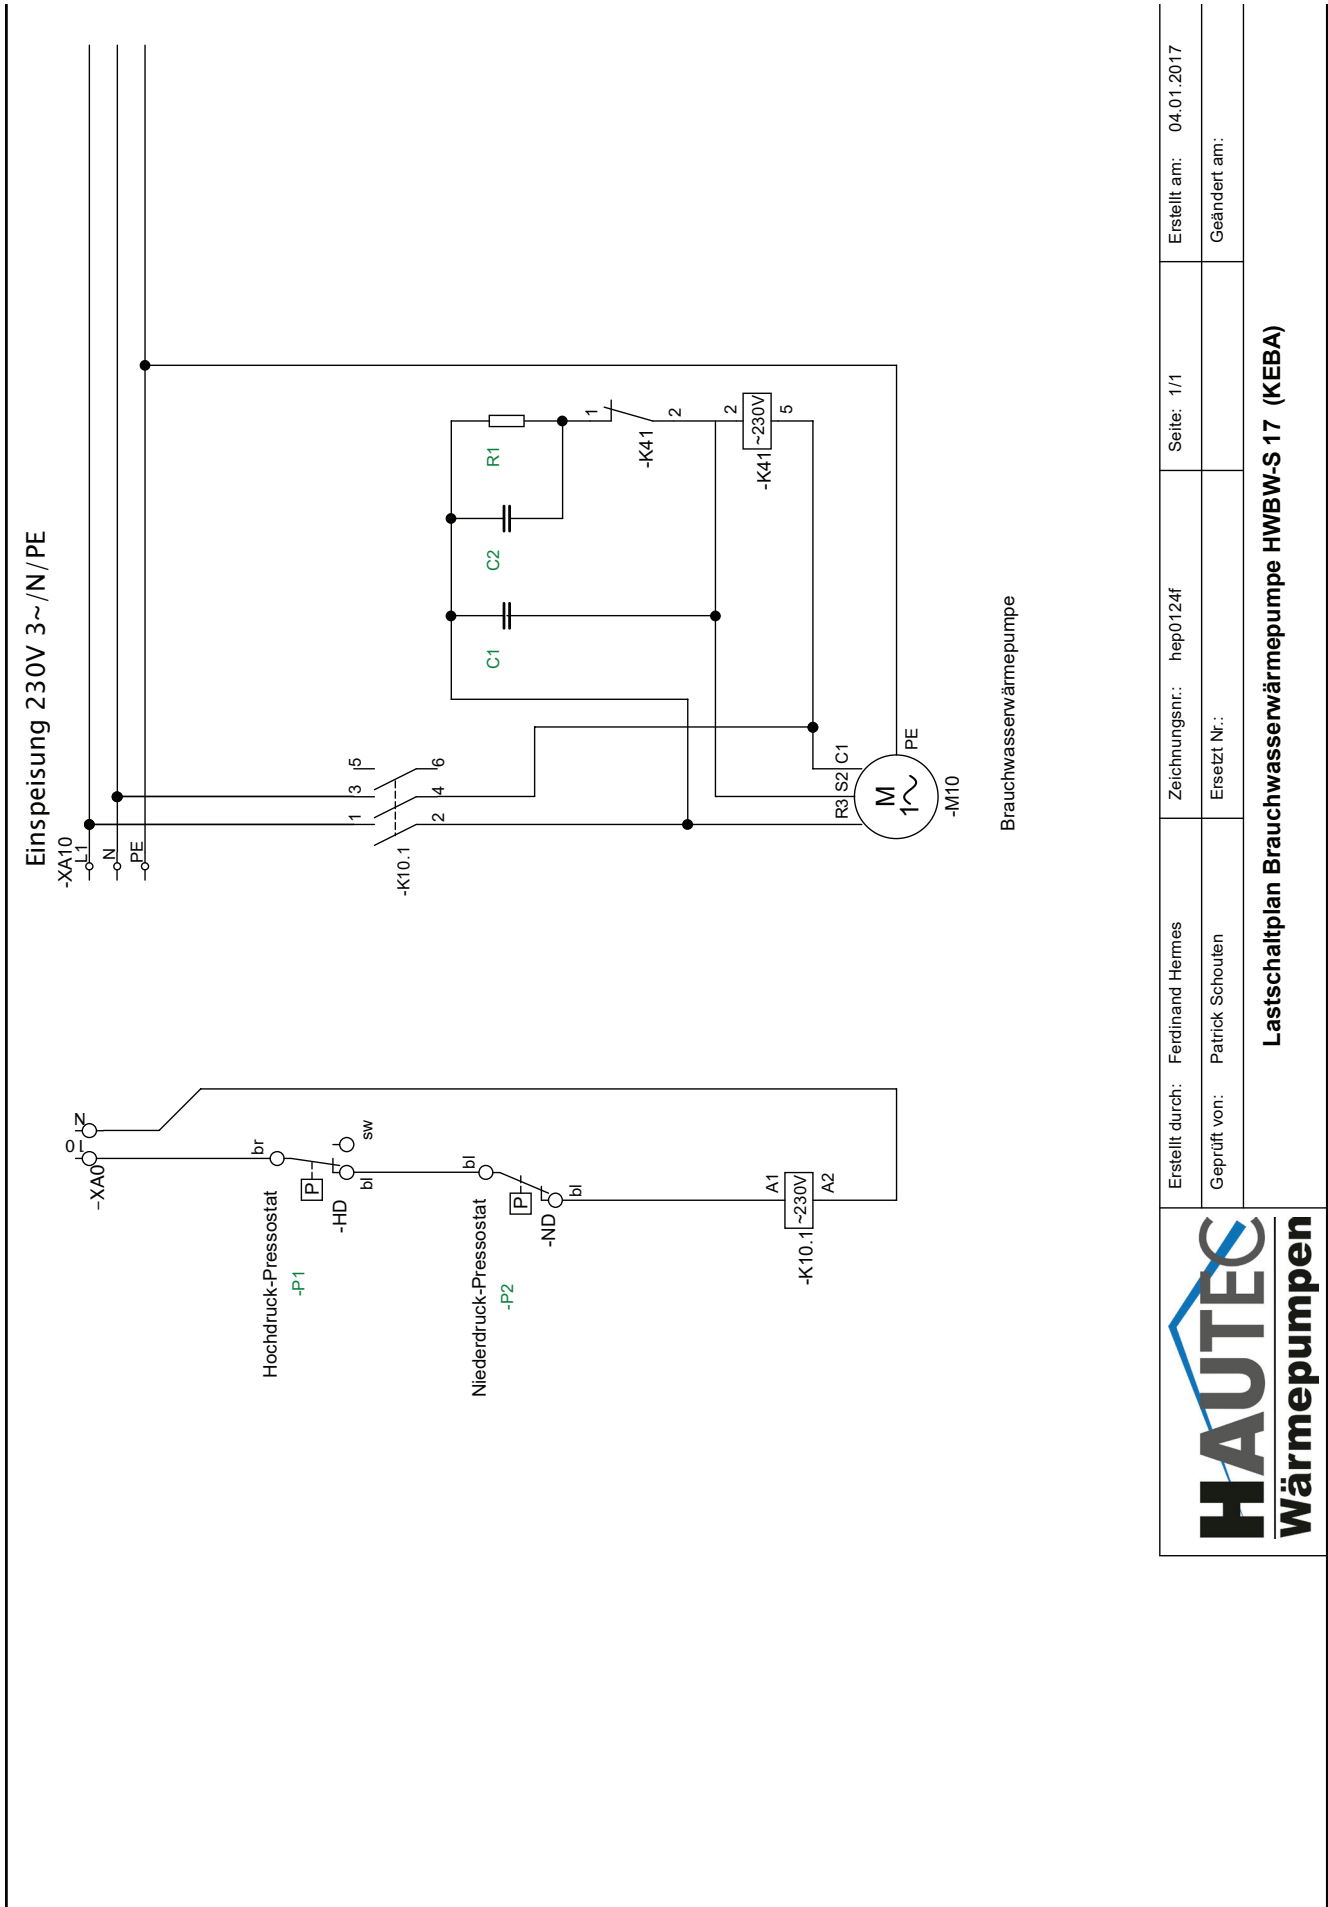 Einspeisung 230V 3~/N/PE
-XA10
L1
N
PE
-XA0
0L
N
Hochdruck-Pressostat
-P1
br
P
-HD
bl
sw
Niederdruck-Pressostat
-P2
bl
P
-ND
bl
-K10.1
~230V
A1
A2
-K10.1
1
3
5
2
4
6
C1
C2
R1
-K41
1
2
-K41
~230V
2
5
R3
S2
C1
PE
M
1~
-M10
Brauchwasserwärmepumpe
HAUTEC
Wärmepumpen
Erstellt durch: Ferdinand Hermes
Zeichnungsnr.: hep0124f
Seite: 1/1
Erstellt am: 04.01.2017
Geprüft von: Patrick Schouten
Ersetzt Nr.:
Geändert am:
Lastschaltplan Brauchwasserwärmepumpe HWBW-S 17 (KEBA)